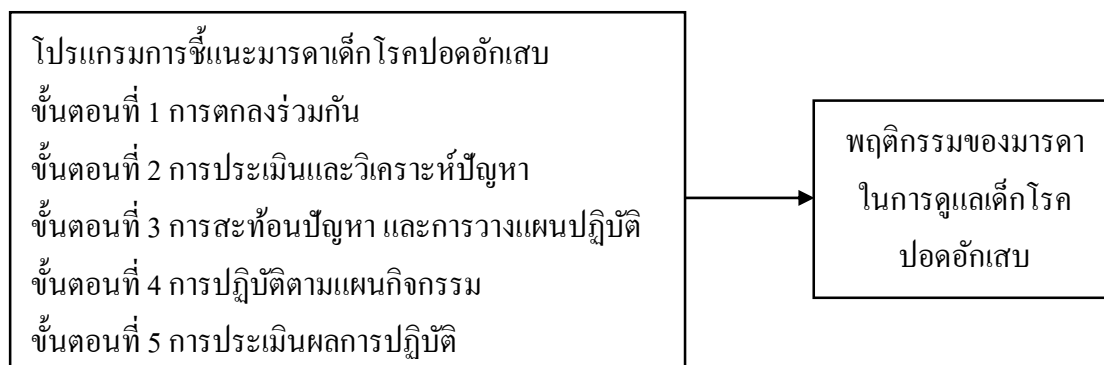 โปรแกรมการชี้แนะมารดาเด็กโรคปอดอักเสบ
ขั้นตอนที่ 1 การตกลงร่วมกัน
ขั้นตอนที่ 2 การประเมินและวิเคราะห์ปัญหา
ขั้นตอนที่ 3 การสะท้อนปัญหา และการวางแผนปฏิบัติ
ขั้นตอนที่ 4 การปฏิบัติตามแผนกิจกรรม
ขั้นตอนที่ 5 การประเมินผลการปฏิบัติ
พฤติกรรมของมารดา
ในการดูแลเด็กโรค
ปอดอักเสบ